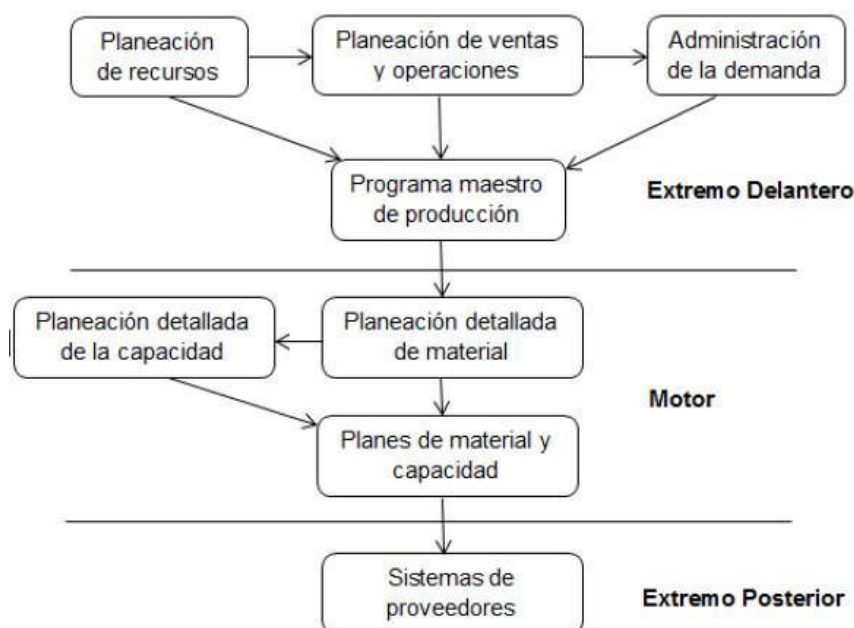 Planeación
de recursos
Planeación de ventas
y operaciones
Administración
de la demanda
Programa maestro
de producción
Extremo Delantero
Planeación detallada
de la capacidad
Planeación detallada
de material
Motor
Planes de material y
capacidad
Sistemas de
proveedores
Extremo Posterior